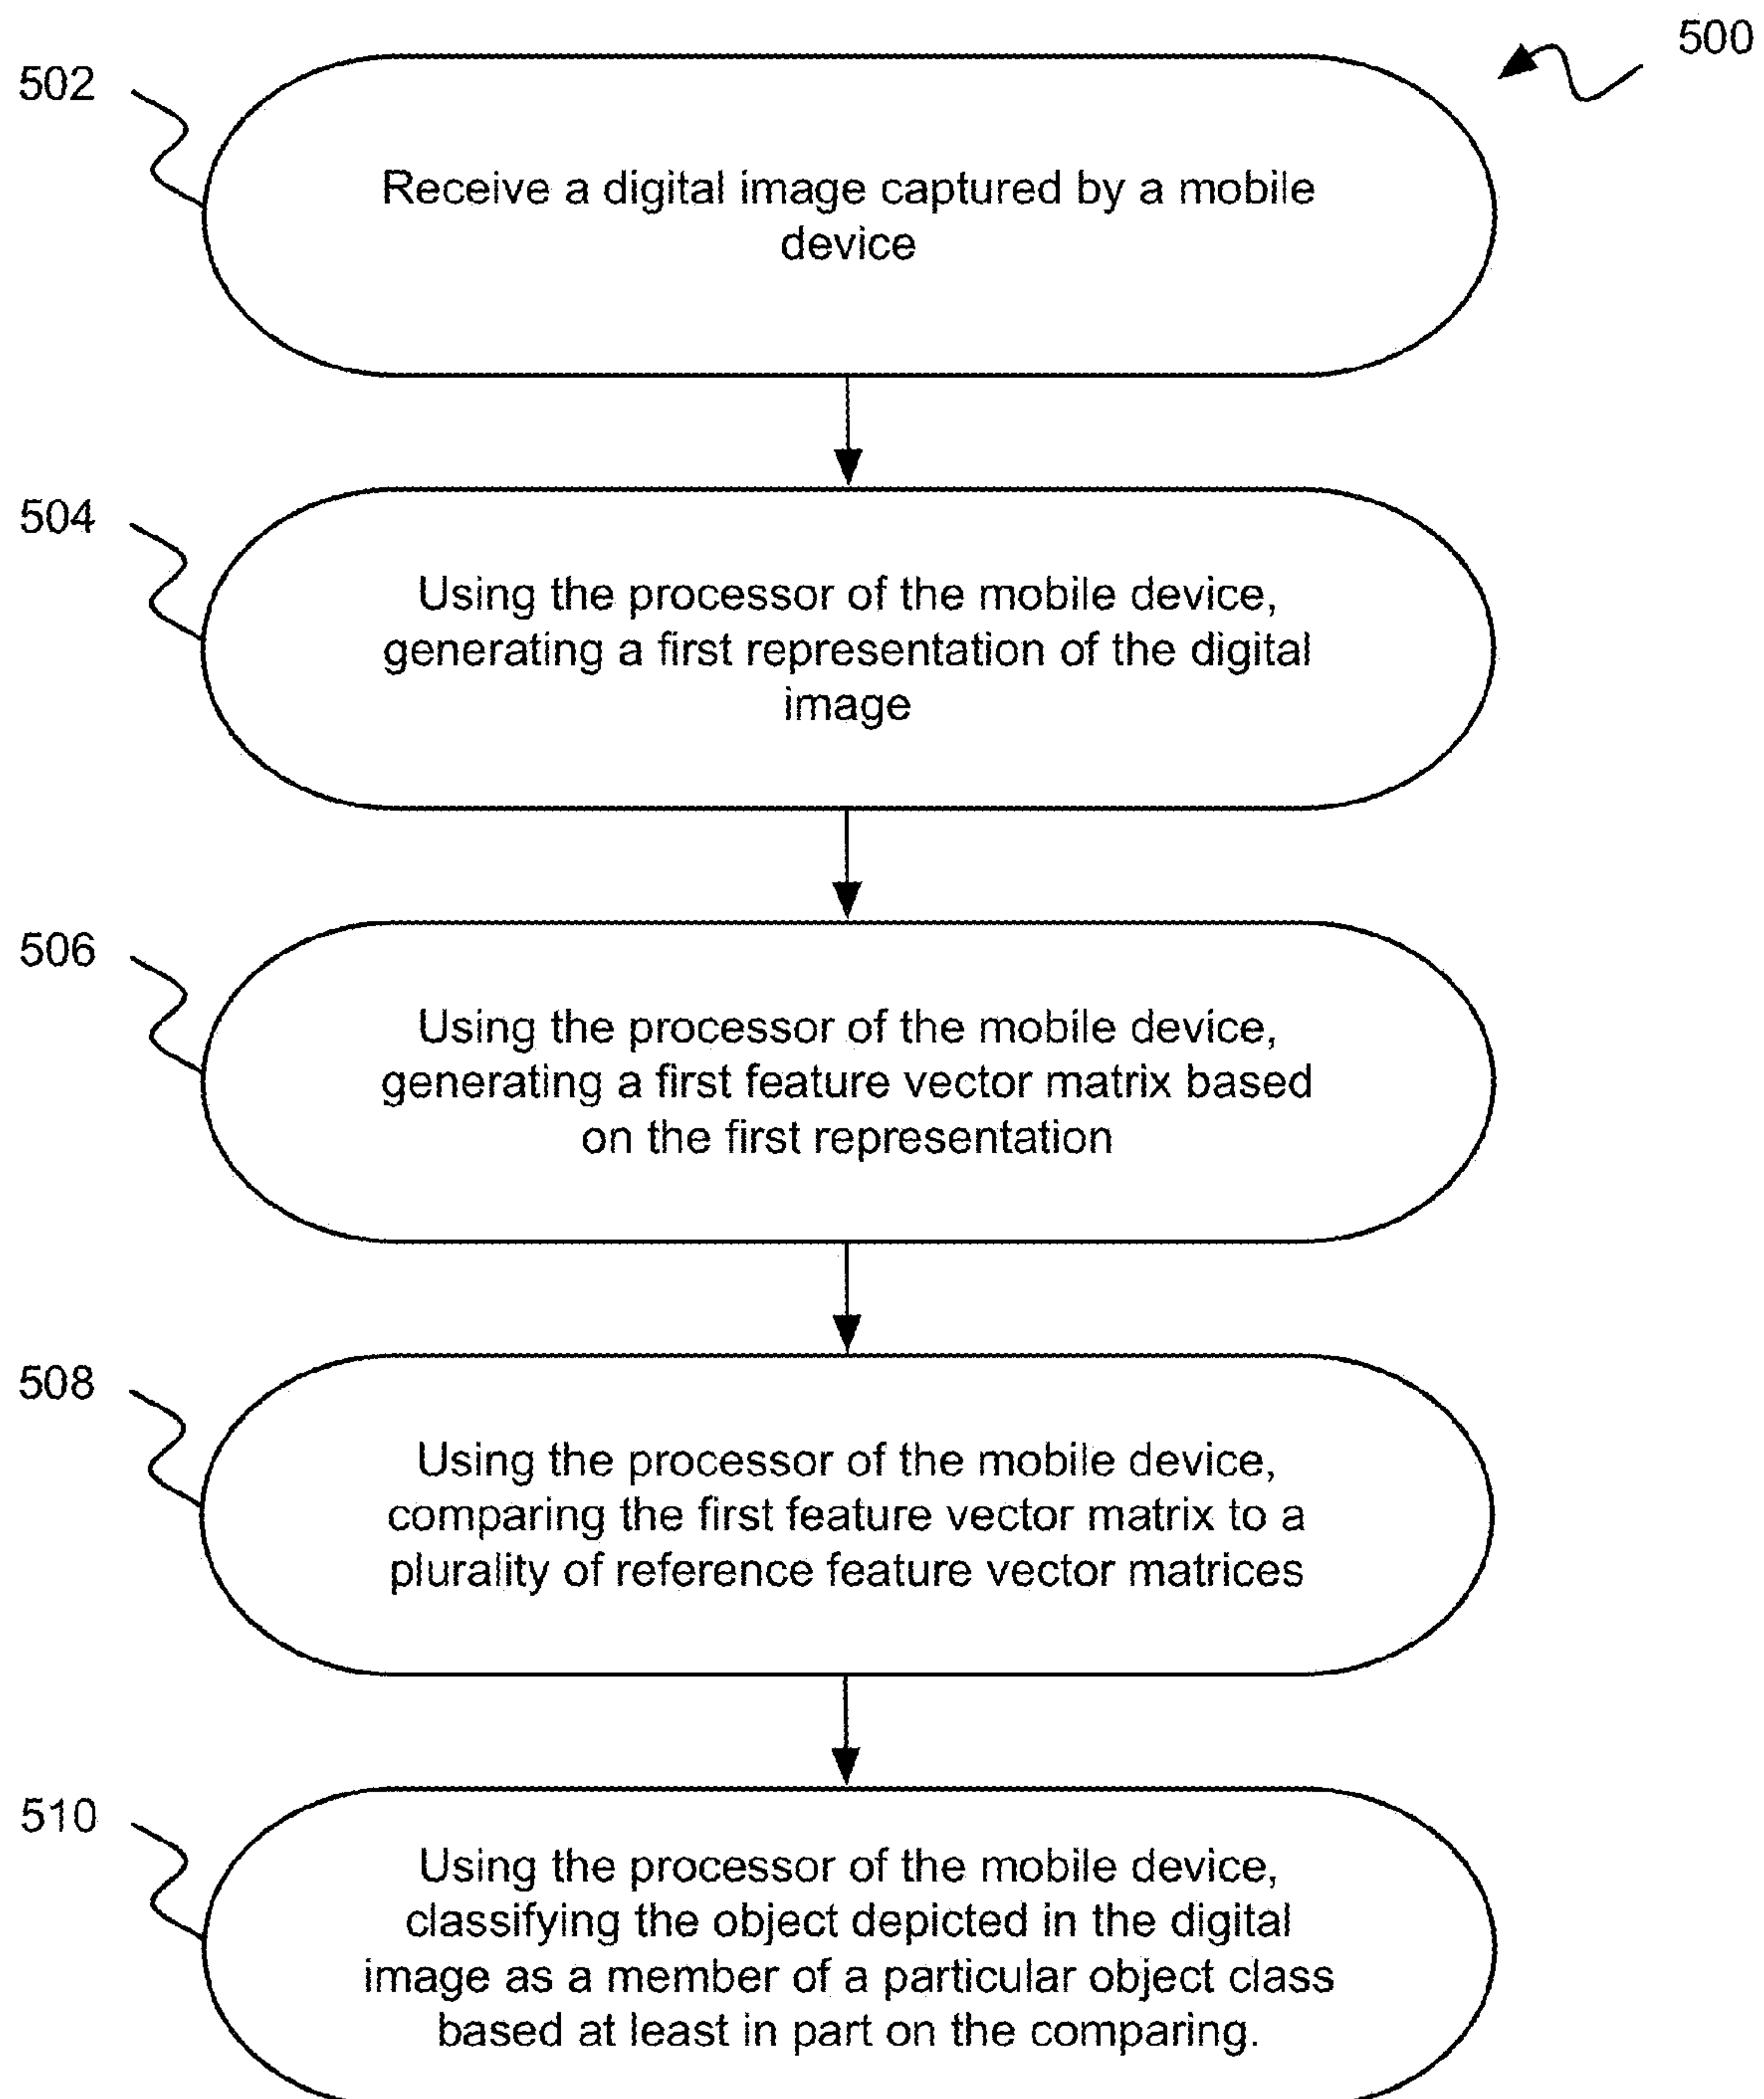 500
502
Receive a digital image captured by a mobile
device
504
Using the processor of the mobile device,
generating a first representation of the digital
image
506
Using the processor of the mobile device,
generating a first feature vector matrix based
on the first representation
508
Using the processor of the mobile device,
comparing the first feature vector matrix to a
plurality of reference feature vector matrices
510
Using the processor of the mobile device,
classifying the object depicted in the digital
image as a member of a particular object class
based at least in part on the comparing.